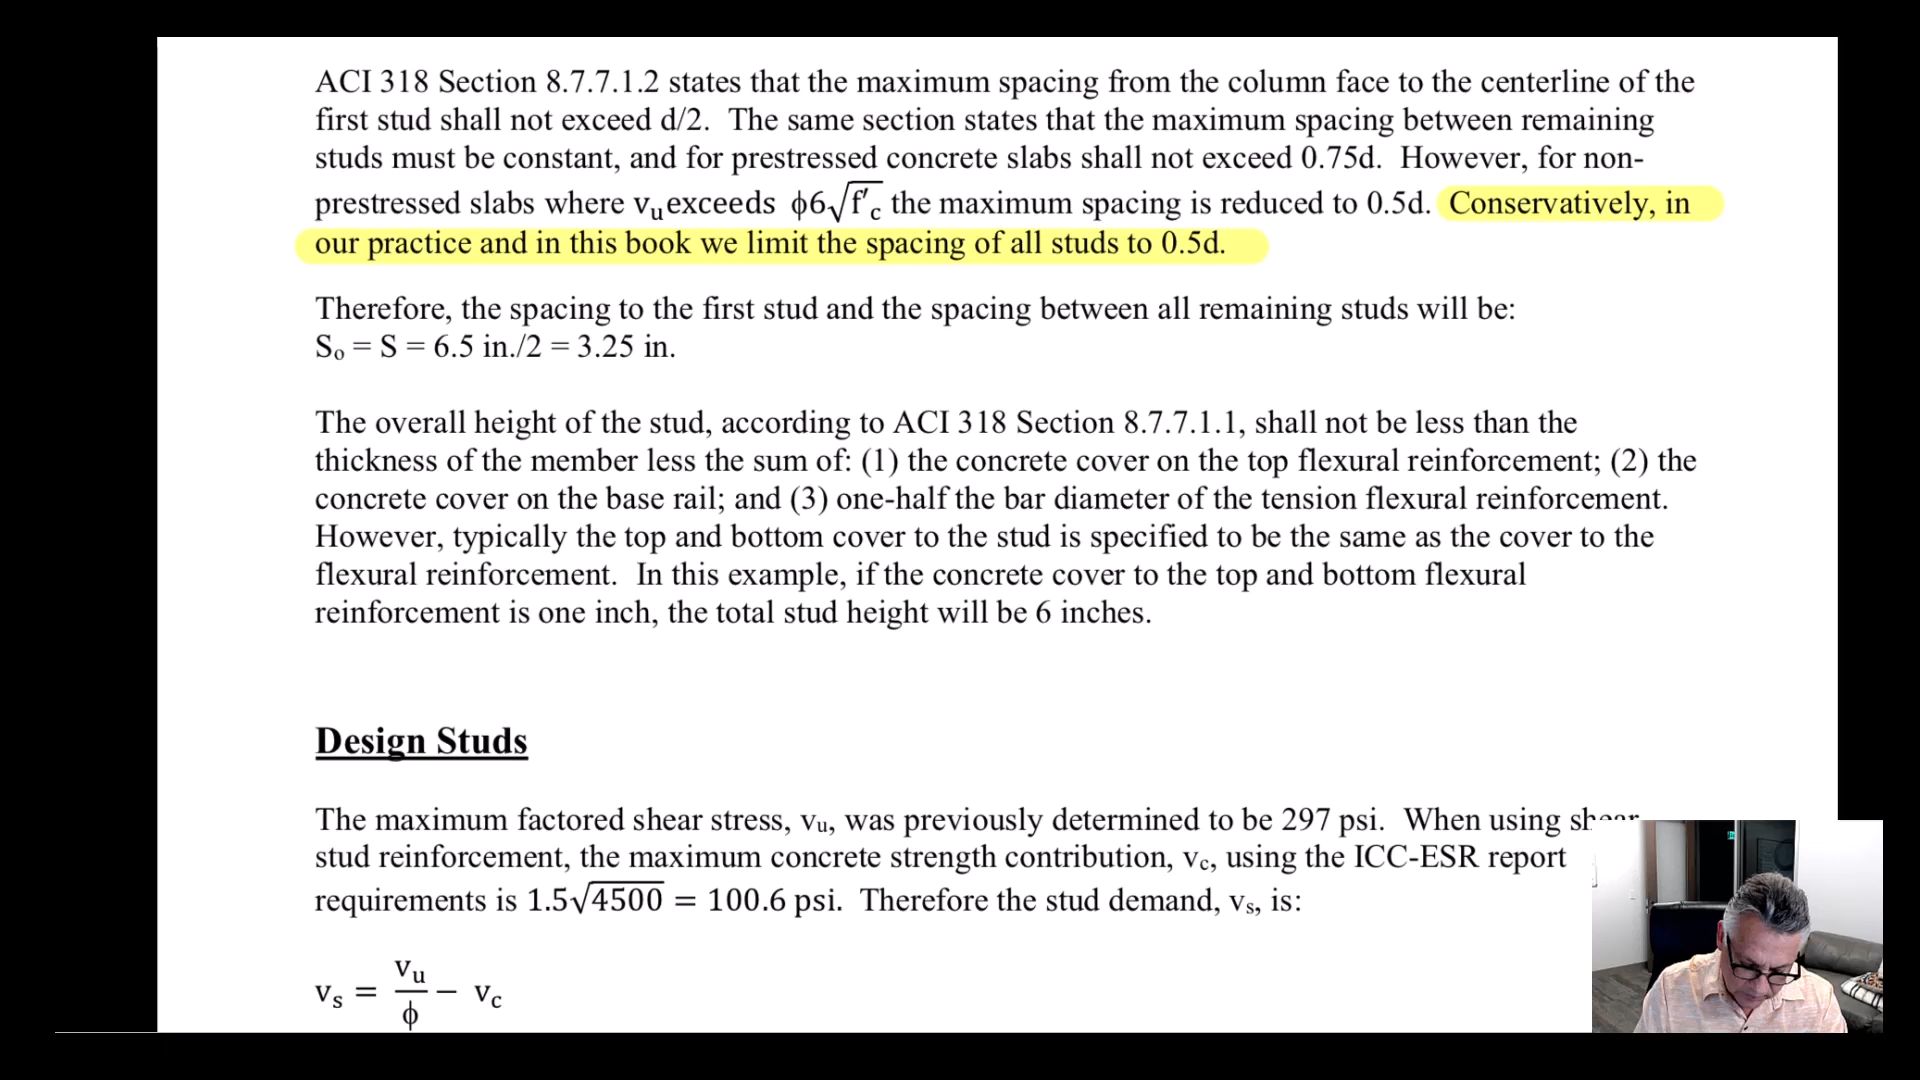 ACI 318 Section 8.7.7.1.2 states that the maximum spacing from the column face to the centerline of the
first stud shall not exceed d/2. The same section states that the maximum spacing between remaining
studs must be constant, and for prestressed concrete slabs shall not exceed 0.75d. However, for non-
prestressed slabs where vᵤ exceeds ϕ6√f′c the maximum spacing is reduced to 0.5d. Conservatively, in
our practice and in this book we limit the spacing of all studs to 0.5d.
Therefore, the spacing to the first stud and the spacing between all remaining studs will be:
Sₒ = S = 6.5 in./2 = 3.25 in.
The overall height of the stud, according to ACI 318 Section 8.7.7.1.1, shall not be less than the
thickness of the member less the sum of: (1) the concrete cover on the top flexural reinforcement; (2) the
concrete cover on the base rail; and (3) one-half the bar diameter of the tension flexural reinforcement.
However, typically the top and bottom cover to the stud is specified to be the same as the cover to the
flexural reinforcement. In this example, if the concrete cover to the top and bottom flexural
reinforcement is one inch, the total stud height will be 6 inches.
Design Studs
The maximum factored shear stress, vᵤ, was previously determined to be 297 psi. When using shear
stud reinforcement, the maximum concrete strength contribution, vc, using the ICC-ESR report
requirements is 1.5√4500 = 100.6 psi. Therefore the stud demand, vₛ, is:
vₛ = vᵤ/ϕ − vc